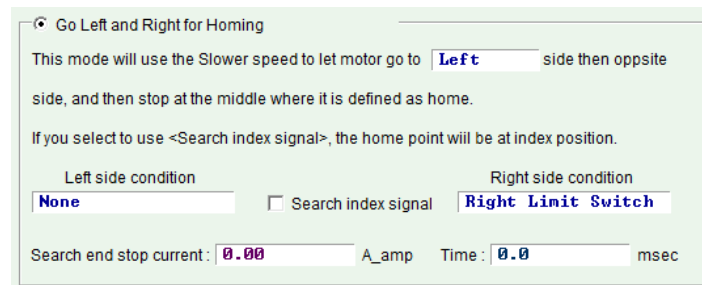 Go Left and Right for Homing
This mode will use the Slower speed to let motor go to Left side then oppsite
side, and then stop at the middle where it is defined as home.
If you select to use <Search index signal>, the home point wiil be at index position.
Left side condition Right side condition
None Search index signal Right Limit Switch
Search end stop current : 0.00 A_amp Time : 0.0 msec